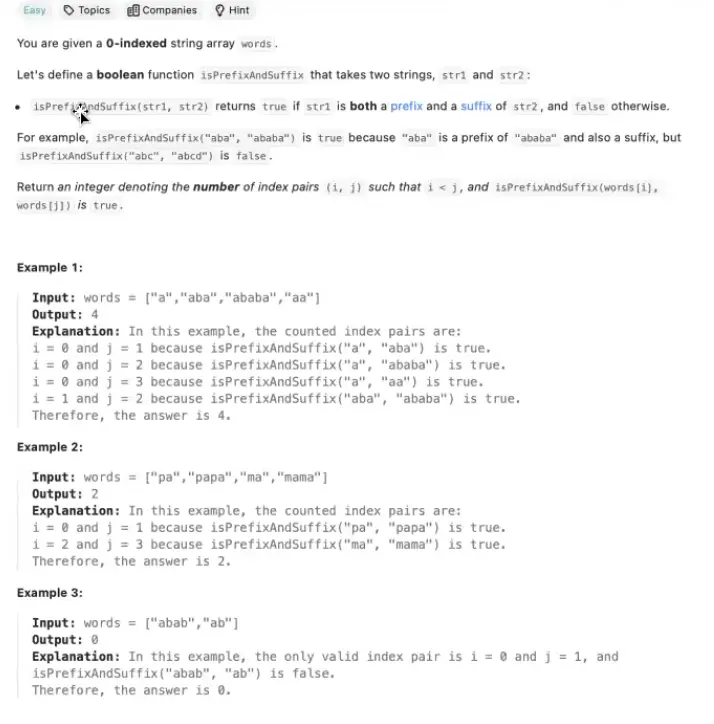 Easy Topics Companies Hint
You are given a 0-indexed string array words.
Let's define a boolean function isPrefixAndSuffix that takes two strings, str1 and str2:
• isPrefixAndSuffix(str1, str2) returns true if str1 is both a prefix and a suffix of str2, and false otherwise.
For example, isPrefixAndSuffix("aba", "ababa") is true because "aba" is a prefix of "ababa" and also a suffix, but
isPrefixAndSuffix("abc", "abcd") is false.
Return an integer denoting the number of index pairs (i, j) such that i < j, and isPrefixAndSuffix(words[i],
words[j]) is true.
Example 1:
Input: words = ["a","aba","ababa","aa"]
Output: 4
Explanation: In this example, the counted index pairs are:
i = 0 and j = 1 because isPrefixAndSuffix("a", "aba") is true.
i = 0 and j = 2 because isPrefixAndSuffix("a", "ababa") is true.
i = 0 and j = 3 because isPrefixAndSuffix("a", "aa") is true.
i = 1 and j = 2 because isPrefixAndSuffix("aba", "ababa") is true.
Therefore, the answer is 4.
Example 2:
Input: words = ["pa","papa","ma","mama"]
Output: 2
Explanation: In this example, the counted index pairs are:
i = 0 and j = 1 because isPrefixAndSuffix("pa", "papa") is true.
i = 2 and j = 3 because isPrefixAndSuffix("ma", "mama") is true.
Therefore, the answer is 2.
Example 3:
Input: words = ["abab","ab"]
Output: 0
Explanation: In this example, the only valid index pair is i = 0 and j = 1, and
isPrefixAndSuffix("abab", "ab") is false.
Therefore, the answer is 0.